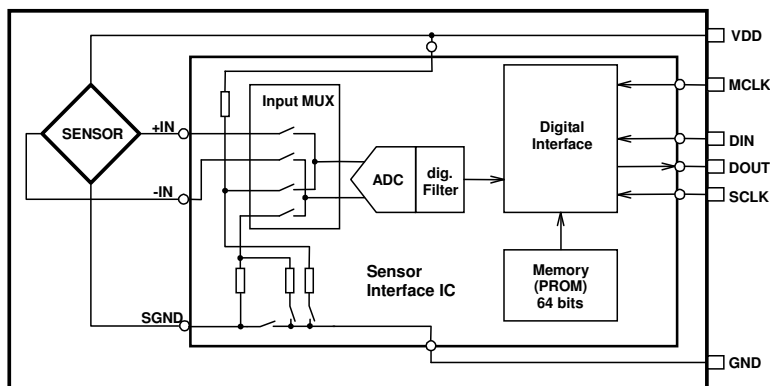 VDD
MCLK
Input MUX
+IN
SENSOR
Digital
Interface
DIN
DOUT
ADC
dig.
Filter
-IN
SCLK
Sensor
Interface IC
Memory
(PROM)
64 bits
SGND
GND